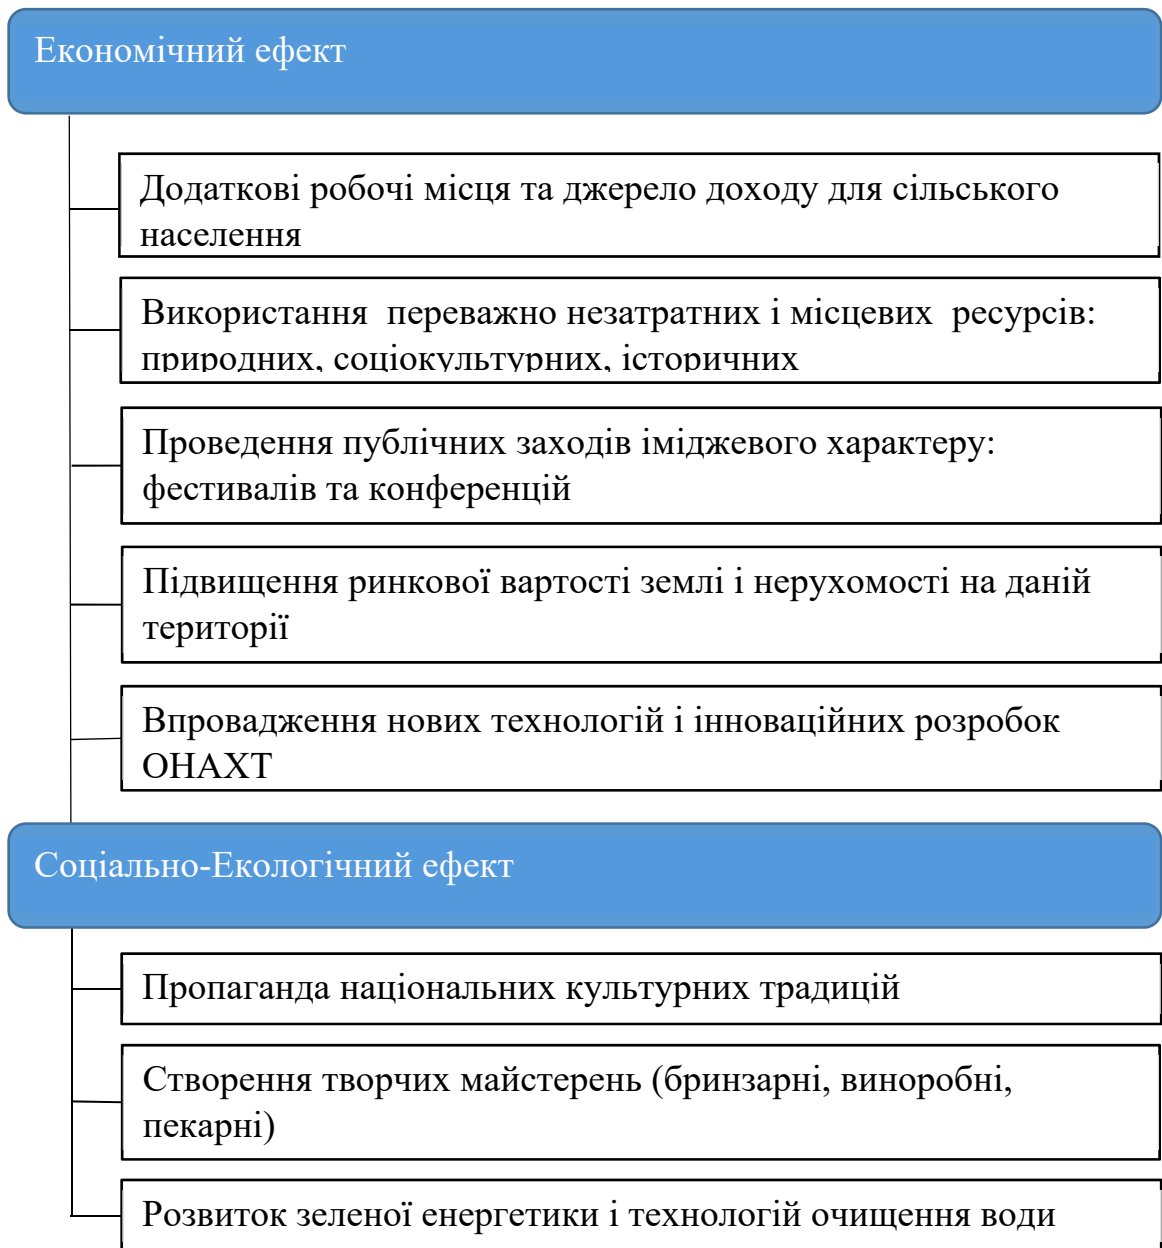 Економічний ефект
Додаткові робочі місця та джерело доходу для сільського
населення
Використання переважно незатратних і місцевих ресурсів:
природних, соціокультурних, історичних
Проведення публічних заходів іміджевого характеру:
фестивалів та конференцій
Підвищення ринкової вартості землі і нерухомості на даній
території
Впровадження нових технологій і інноваційних розробок
ОНАХТ
Соціально-Екологічний ефект
Пропаганда національних культурних традицій
Створення творчих майстерень (бринзарні, виноробні,
пекарні)
Розвиток зеленої енергетики і технологій очищення води